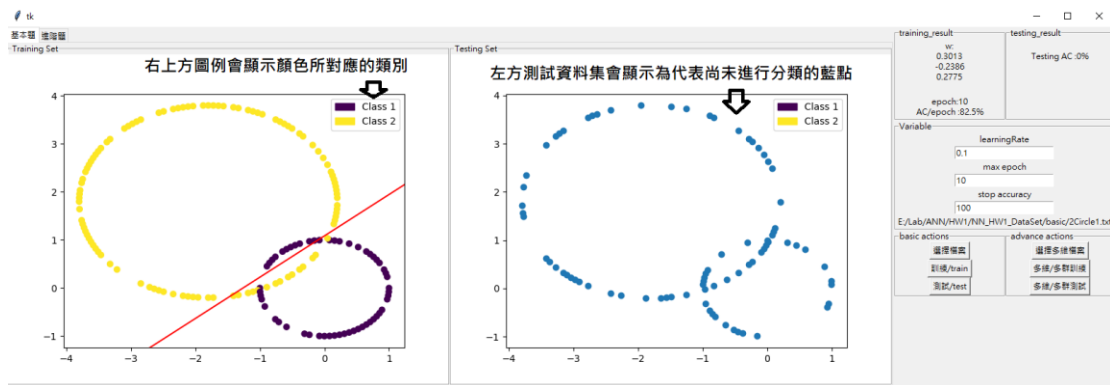 tk
基本題 進階題
Training Set
右上方圖例會顯示顏色所對應的類別
Class 1
Class 2
4
3
2
1
0
−1
−4 −3 −2 −1 0 1
Testing Set
左方測試資料集會顯示為代表尚未進行分類的藍點
Class 1
Class 2
4
3
2
1
0
−1
−4 −3 −2 −1 0 1
training_result
w:
0.3013
-0.2386
0.2775
epoch:10
AC/epoch :82.5%
testing_result
Testing AC :0%
Variable
learningRate
0.1
max epoch
10
stop accuracy
100
E:/Lab/ANN/HW1/NN_HW1_DataSet/basic/2Circle1.txt
basic actions
選擇檔案
訓練/train
測試/test
advance actions
選擇多維檔案
多維/多群訓練
多維/多群測試